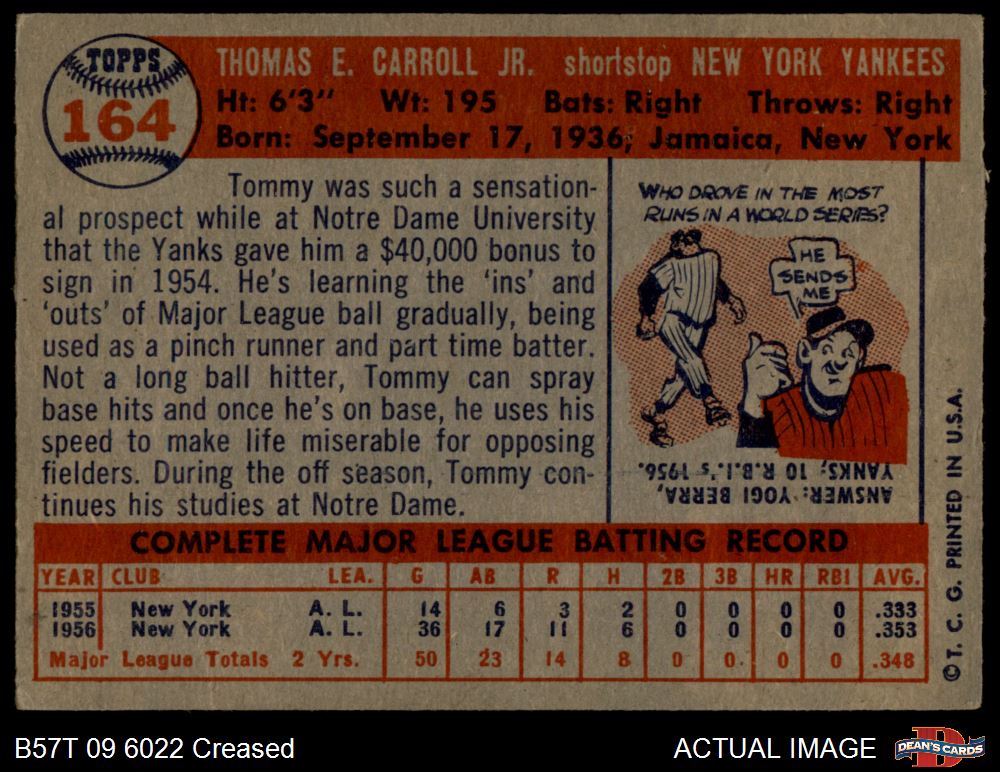 TOPPS
164
THOMAS E. CARROLL JR. shortstop NEW YORK YANKEES
Ht: 6'3" Wt: 195 Bats: Right Throws: Right
Born: September 17, 1936; Jamaica, New York
Tommy was such a sensation-
al prospect while at Notre Dame University
that the Yanks gave him a $40,000 bonus to
sign in 1954. He's learning the 'ins' and
'outs' of Major League ball gradually, being
used as a pinch runner and part time batter.
Not a long ball hitter, Tommy can spray
base hits and once he's on base, he uses his
speed to make life miserable for opposing
fielders. During the off season, Tommy con-
tinues his studies at Notre Dame.
WHO DROVE IN THE MOST
RUNS IN A WORLD SERIES?
HE
SENDS
ME
ANSWER: YOGI BERRA,
YANKS; 10 R.B.I.'s 1956.
COMPLETE MAJOR LEAGUE BATTING RECORD
YEAR CLUB LEA. G AB R H 2B 3B HR RBI AVG.
1955 New York A. L. 14 6 3 2 0 0 0 0 .333
1956 New York A. L. 36 17 11 6 0 0 0 0 .353
Major League Totals 2 Yrs. 50 23 14 8 0 0 0 0 .348
©T. C. G. PRINTED IN U.S.A.
B57T 09 6022 Creased
ACTUAL IMAGE
DEAN'S CARDS